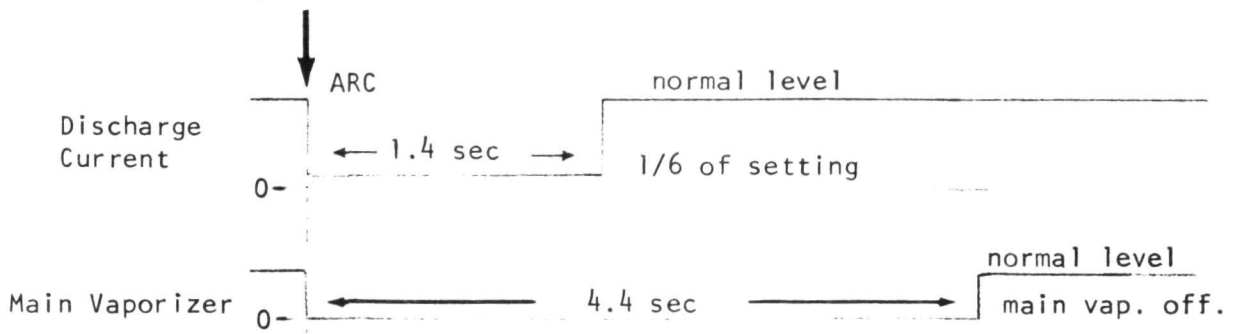 ARC
normal level
Discharge
Current
1.4 sec
1/6 of setting
0-
normal level
Main Vaporizer
0-
4.4 sec
main vap. off.